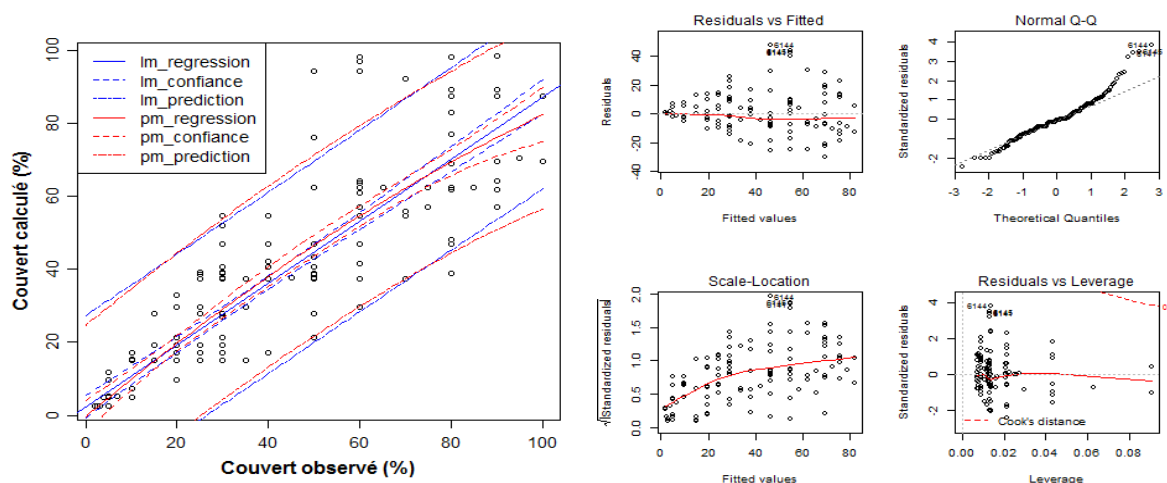 Couvert calculé (%)
100
80
60
40
20
0
lm_regression
lm_confiance
lm_prediction
pm_regression
pm_confiance
pm_prediction
0 20 40 60 80 100
Couvert observé (%)
Residuals vs Fitted
Residuals
40
20
0
-20
-40
6144
0 20 40 60 80
Fitted values
Normal Q-Q
Standardized residuals
4
2
0
-2
6144
-3 -2 -1 0 1 2 3
Theoretical Quantiles
Scale-Location
√|Standardized residuals|
2.0
1.5
1.0
0.5
0.0
6144
0 20 40 60 80
Fitted values
Residuals vs Leverage
Standardized residuals
4
2
0
-2
6144
6145
Cook's distance
0.00 0.02 0.04 0.06 0.08
Leverage